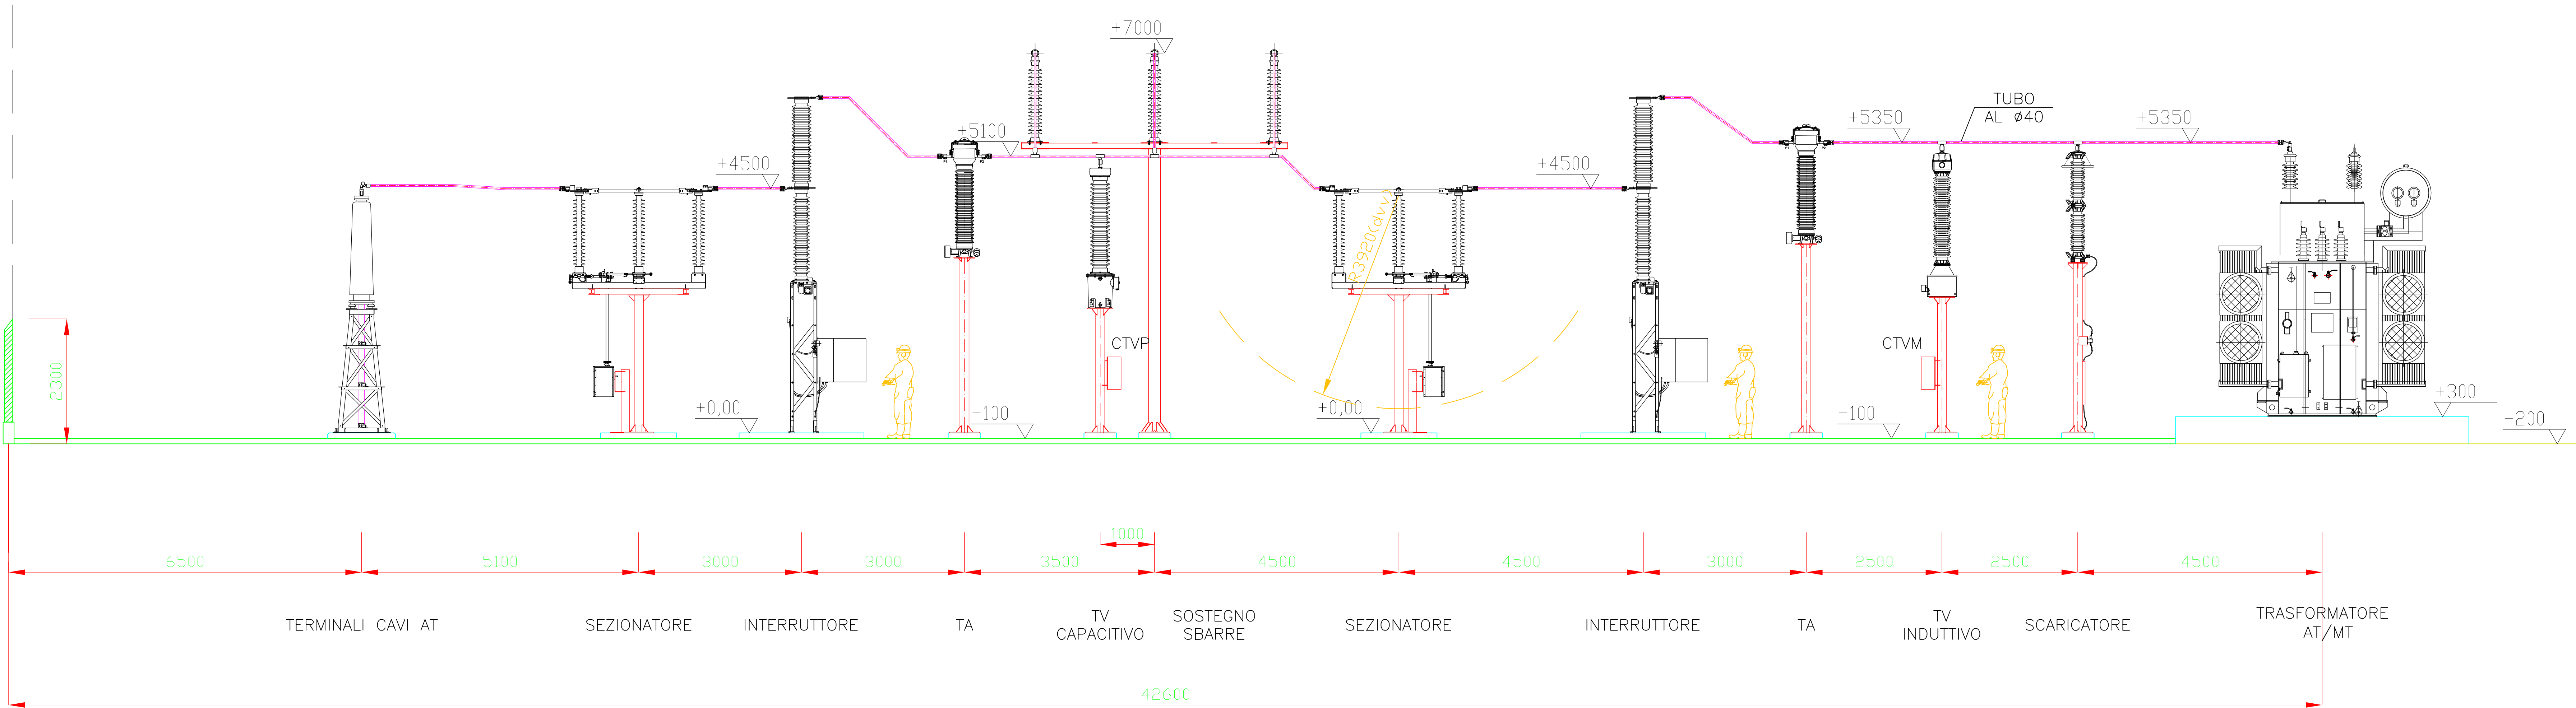 +7000
TUBO
AL ø40
+5100
+5350
+5350
+4500
+4500
R3920(dvv)
2300
CTVP
CTVM
+300
+0,00
-100
+0,00
-100
-200
1000
6500
5100
3000
3000
3500
4500
4500
3000
2500
2500
4500
TERMINALI CAVI AT
SEZIONATORE
INTERRUTTORE
TA
TV
CAPACITIVO
SOSTEGNO
SBARRE
SEZIONATORE
INTERRUTTORE
TA
TV
INDUTTIVO
SCARICATORE
TRASFORMATORE
AT/MT
42600